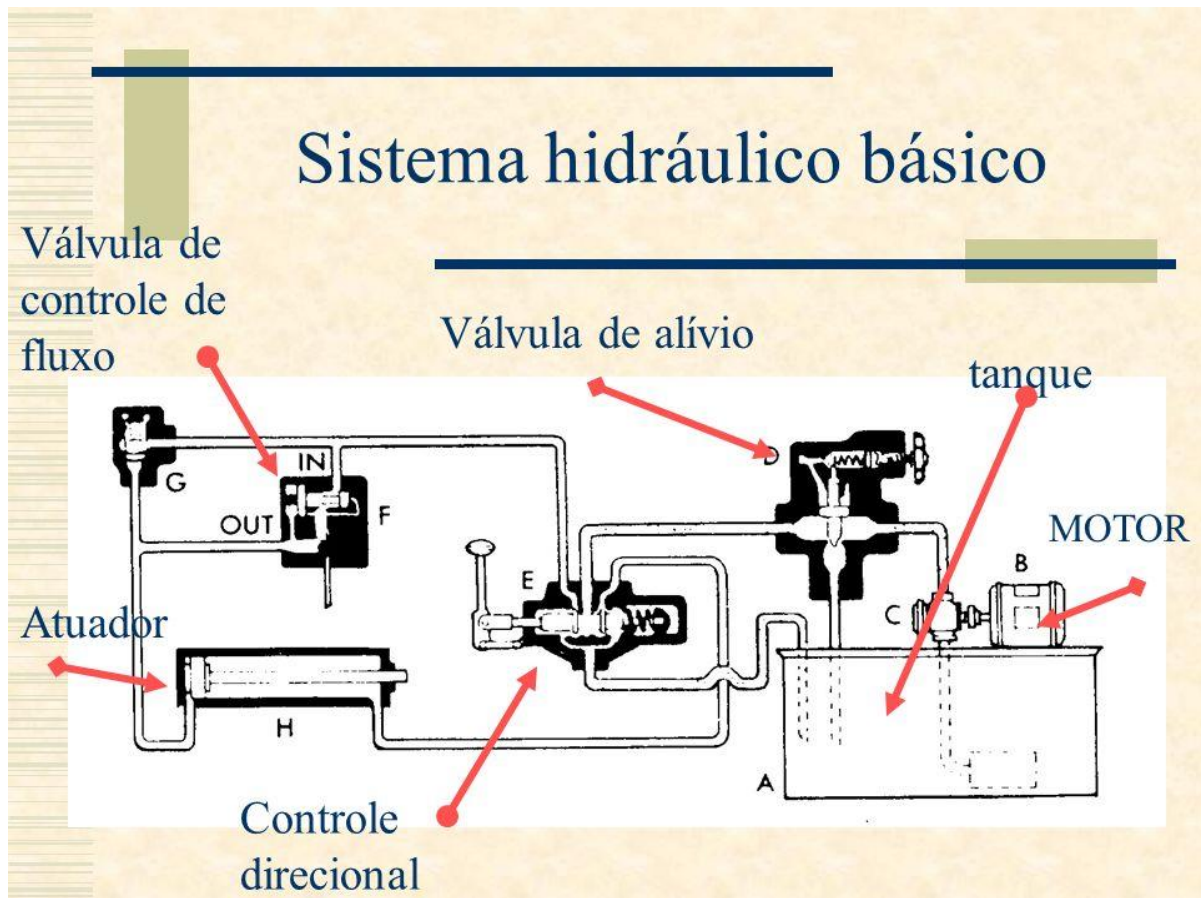 Sistema hidráulico básico
Válvula de
controle de
fluxo
Válvula de alívio
tanque
MOTOR
Atuador
Controle
direcional
IN
OUT
G
F
E
D
C
B
A
H